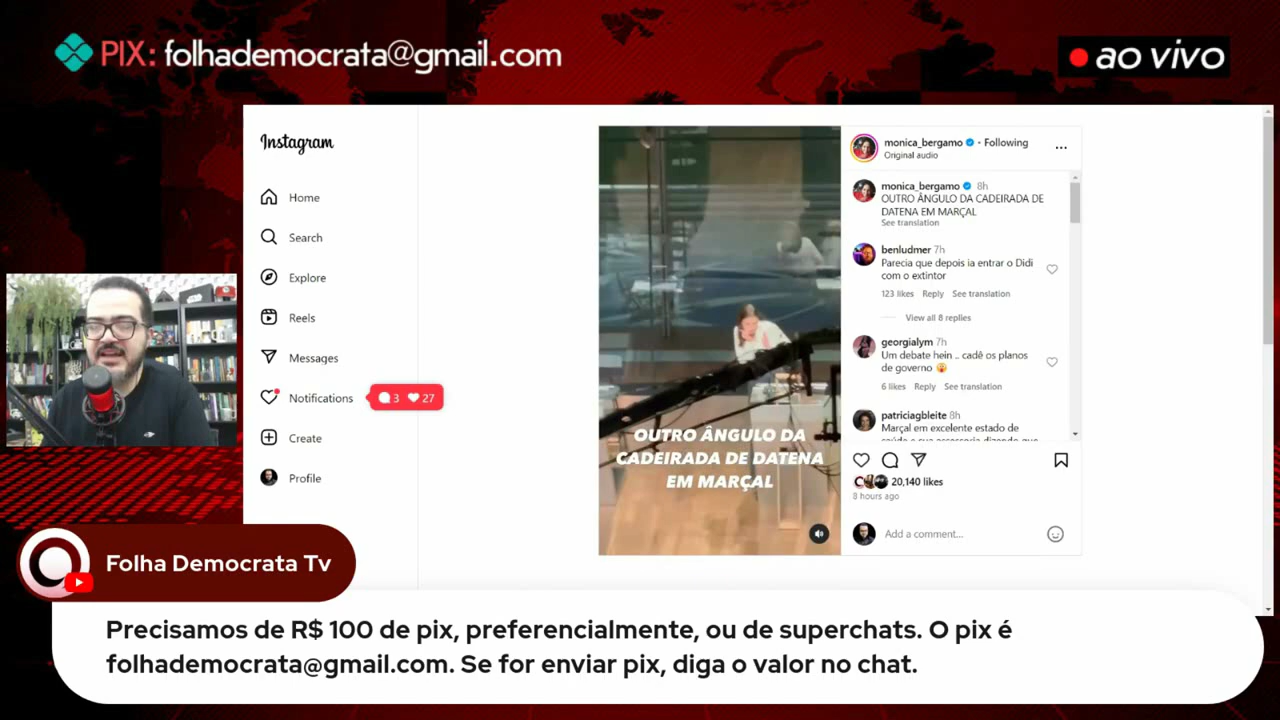 PIX: folhademocrata@gmail.com
ao vivo
Instagram
Home
Search
Explore
Reels
Messages
Notifications
3 27
Create
Profile
OUTRO ÂNGULO DA
CADEIRADA DE DATENA
EM MARÇAL
monica_bergamo • Following
Original audio
monica_bergamo 8h
OUTRO ÂNGULO DA CADEIRADA DE
DATENA EM MARÇAL
See translation
benludmer 7h
Parecia que depois ia entrar o Didi
com o extintor
123 likes Reply See translation
View all 8 replies
georgialym 7h
Um debate hein .. cadê os planos
de governo 😱
6 likes Reply See translation
patriciagbleite 8h
Marçal em excelente estado de
saúde e sua assessoria dizendo que
20,140 likes
8 hours ago
Add a comment...
Folha Democrata Tv
Precisamos de R$ 100 de pix, preferencialmente, ou de superchats. O pix é
folhademocrata@gmail.com. Se for enviar pix, diga o valor no chat.